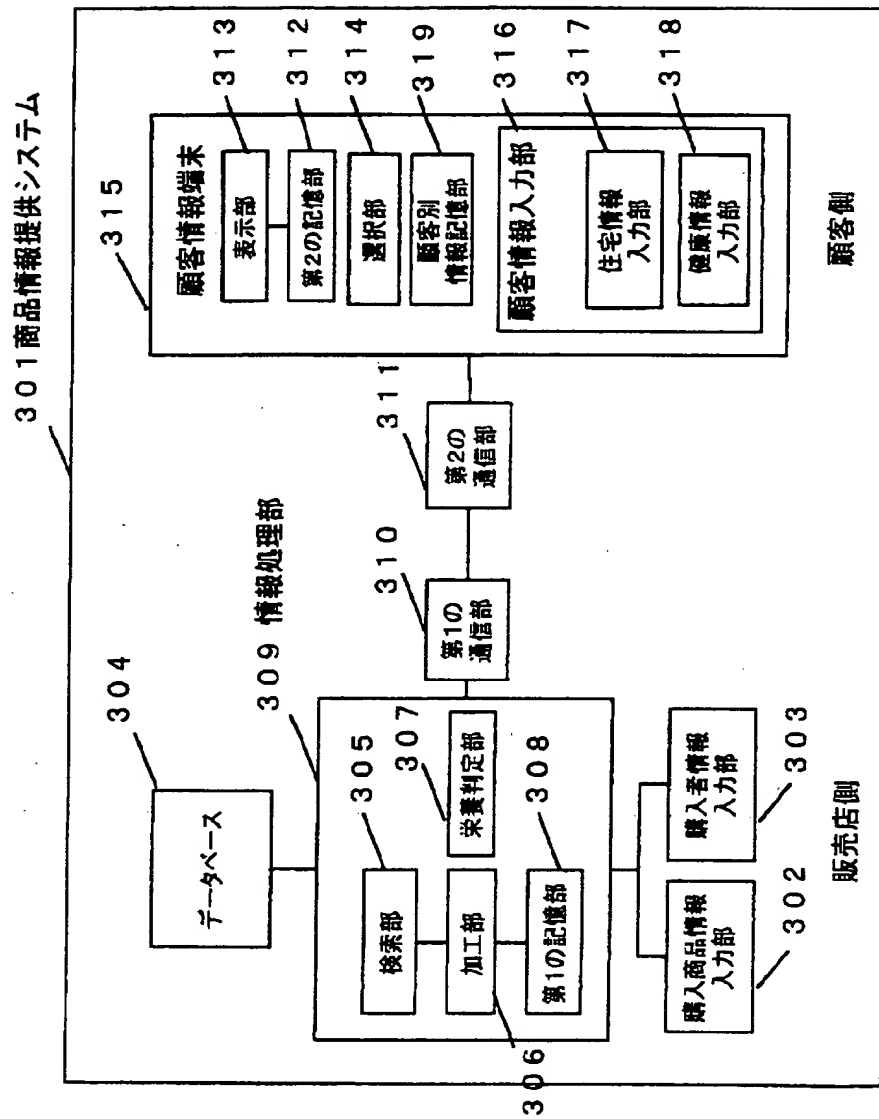 301商品情報提供システム
304
データベース
309 情報処理部
305
検索部
307
栄養判定部
加工部
306
308
第1の記憶部
302
購入商品情報
入力部
303
購入者情報
入力部
販売店側
310
第1の
通信部
311
第2の
通信部
315
顧客情報端末
313
表示部
312
第2の記憶部
314
選択部
319
顧客別
情報記憶部
316
顧客情報入力部
317
住宅情報
入力部
318
健康情報
入力部
顧客側